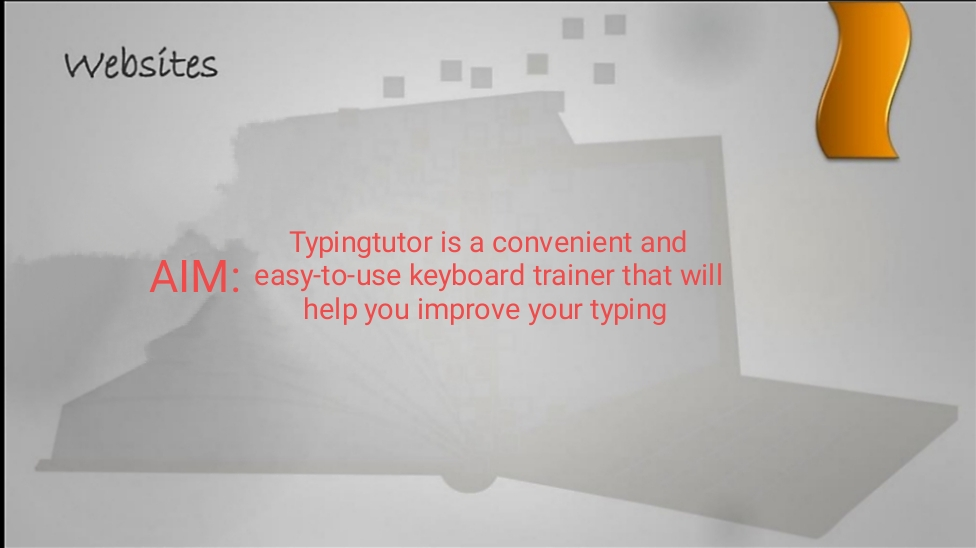 Websites
Typingtutor is a convenient and
AIM: easy-to-use keyboard trainer that will
help you improve your typing